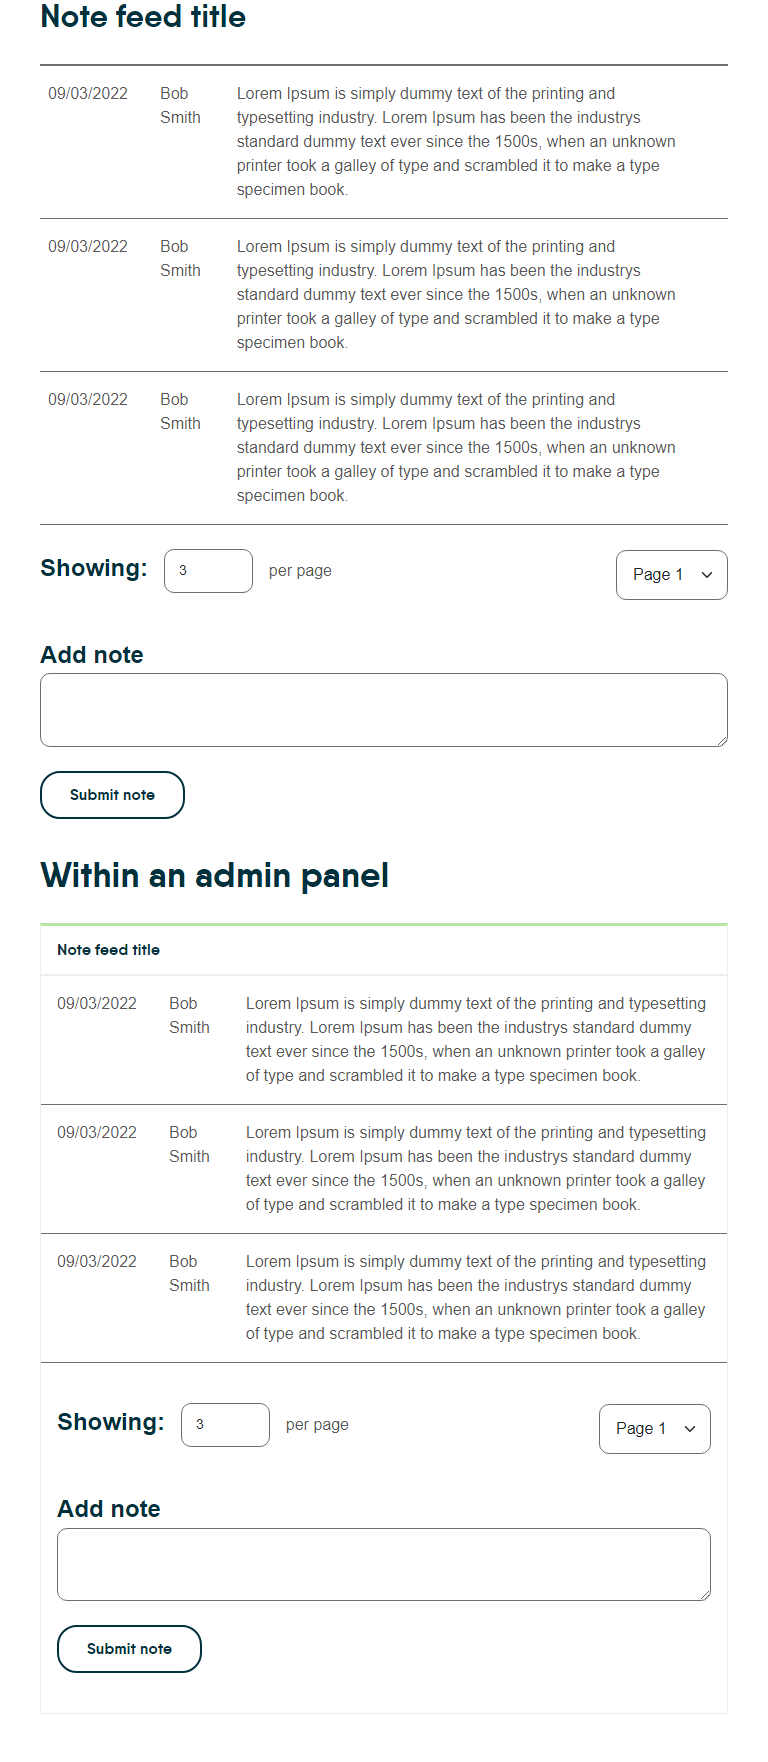 Note feed title
09/03/2022 Bob Smith Lorem Ipsum is simply dummy text of the printing and
typesetting industry. Lorem Ipsum has been the industrys
standard dummy text ever since the 1500s, when an unknown
printer took a galley of type and scrambled it to make a type
specimen book.
09/03/2022 Bob Smith Lorem Ipsum is simply dummy text of the printing and
typesetting industry. Lorem Ipsum has been the industrys
standard dummy text ever since the 1500s, when an unknown
printer took a galley of type and scrambled it to make a type
specimen book.
09/03/2022 Bob Smith Lorem Ipsum is simply dummy text of the printing and
typesetting industry. Lorem Ipsum has been the industrys
standard dummy text ever since the 1500s, when an unknown
printer took a galley of type and scrambled it to make a type
specimen book.
Showing: 3 per page Page 1
Add note
Submit note
Within an admin panel
Note feed title
09/03/2022 Bob Smith Lorem Ipsum is simply dummy text of the printing and typesetting
industry. Lorem Ipsum has been the industrys standard dummy
text ever since the 1500s, when an unknown printer took a galley
of type and scrambled it to make a type specimen book.
09/03/2022 Bob Smith Lorem Ipsum is simply dummy text of the printing and typesetting
industry. Lorem Ipsum has been the industrys standard dummy
text ever since the 1500s, when an unknown printer took a galley
of type and scrambled it to make a type specimen book.
09/03/2022 Bob Smith Lorem Ipsum is simply dummy text of the printing and typesetting
industry. Lorem Ipsum has been the industrys standard dummy
text ever since the 1500s, when an unknown printer took a galley
of type and scrambled it to make a type specimen book.
Showing: 3 per page Page 1
Add note
Submit note